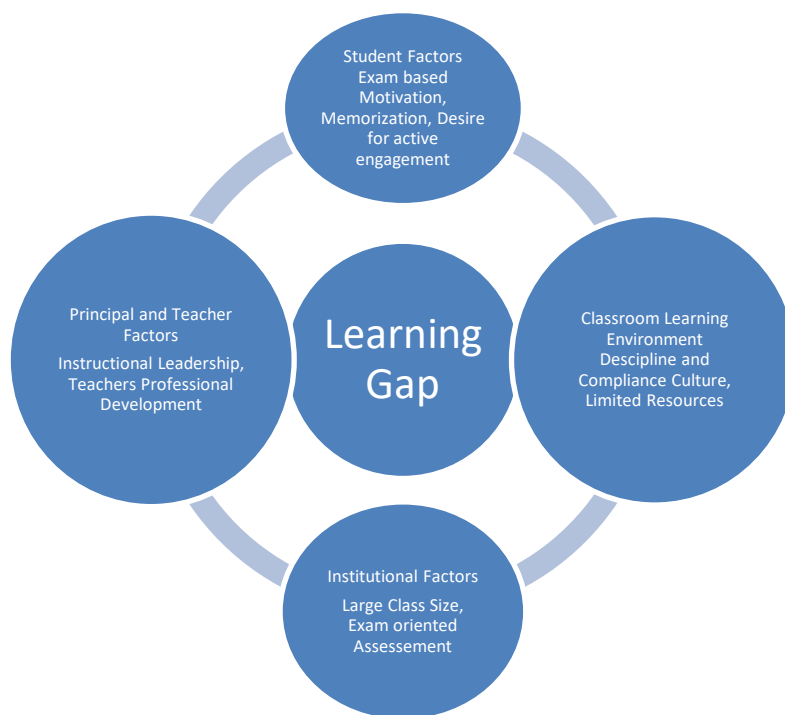 Student Factors
Exam based
Motivation,
Memorization, Desire
for active
engagement
Principal and Teacher
Factors
Instructional Leadership,
Teachers Professional
Development
Learning
Gap
Classroom Learning
Environment
Descipline and
Compliance Culture,
Limited Resources
Institutional Factors
Large Class Size,
Exam oriented
Assessement